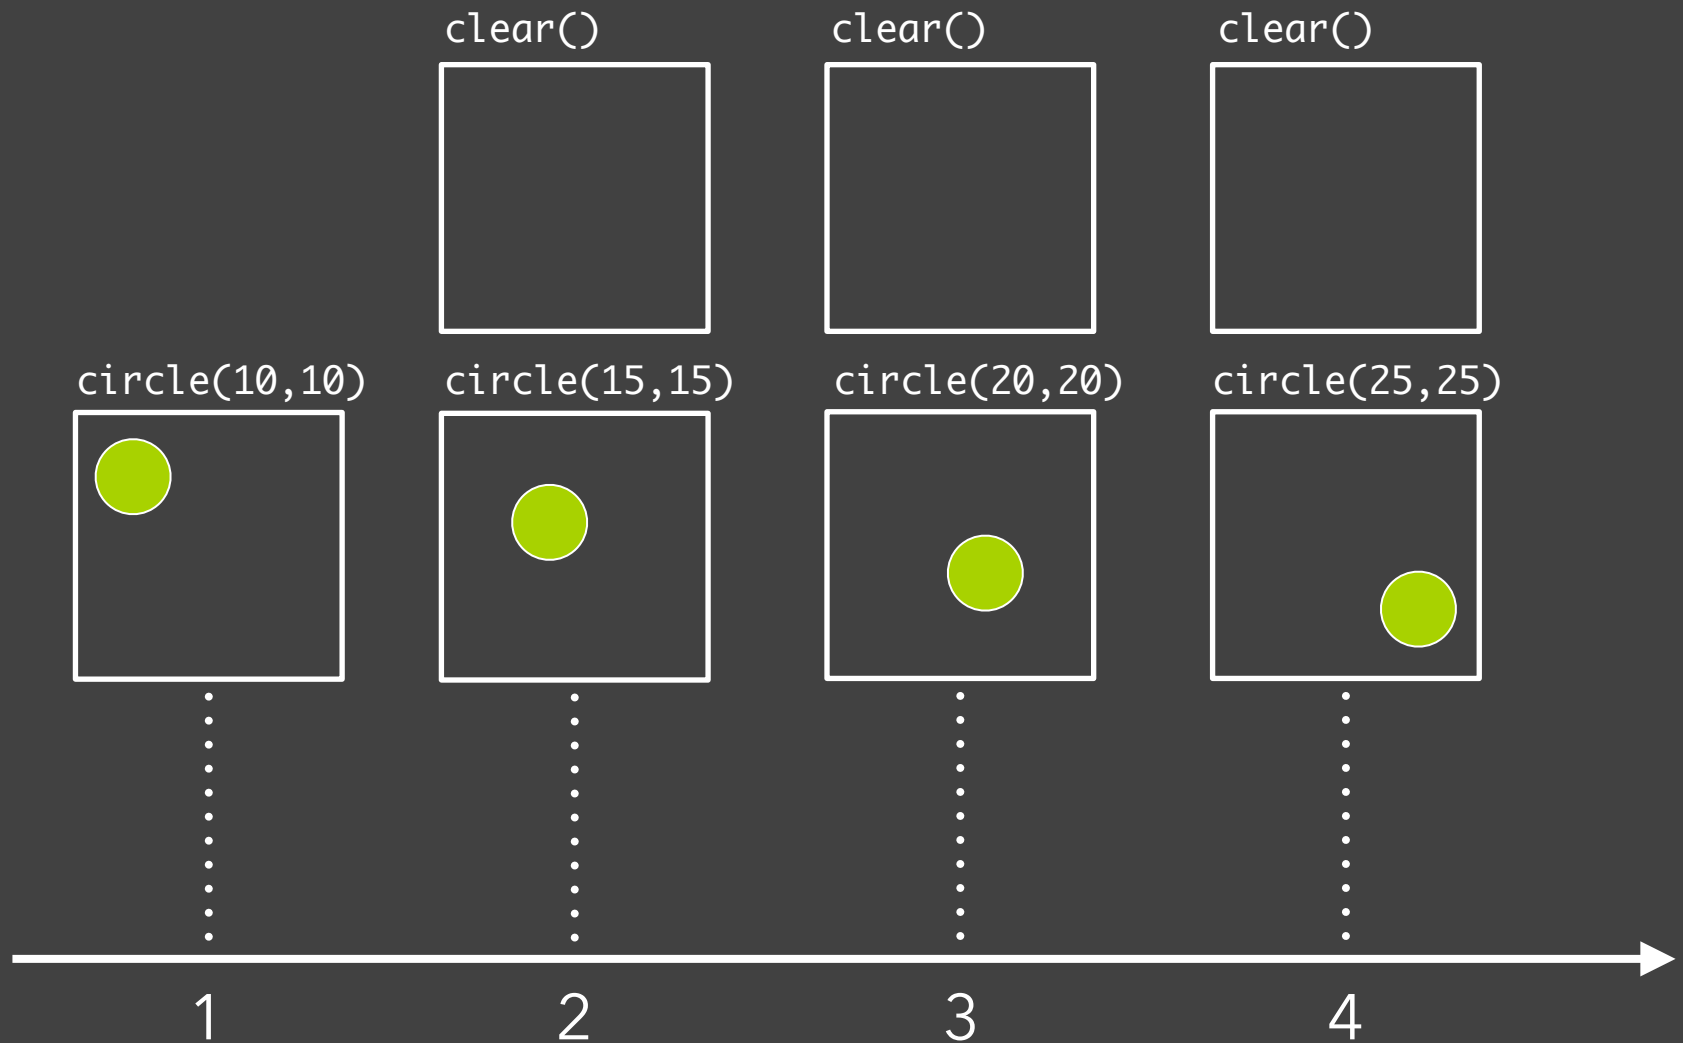 clear()
clear()
clear()
circle(10,10)
circle(15,15)
circle(20,20)
circle(25,25)
1
2
3
4